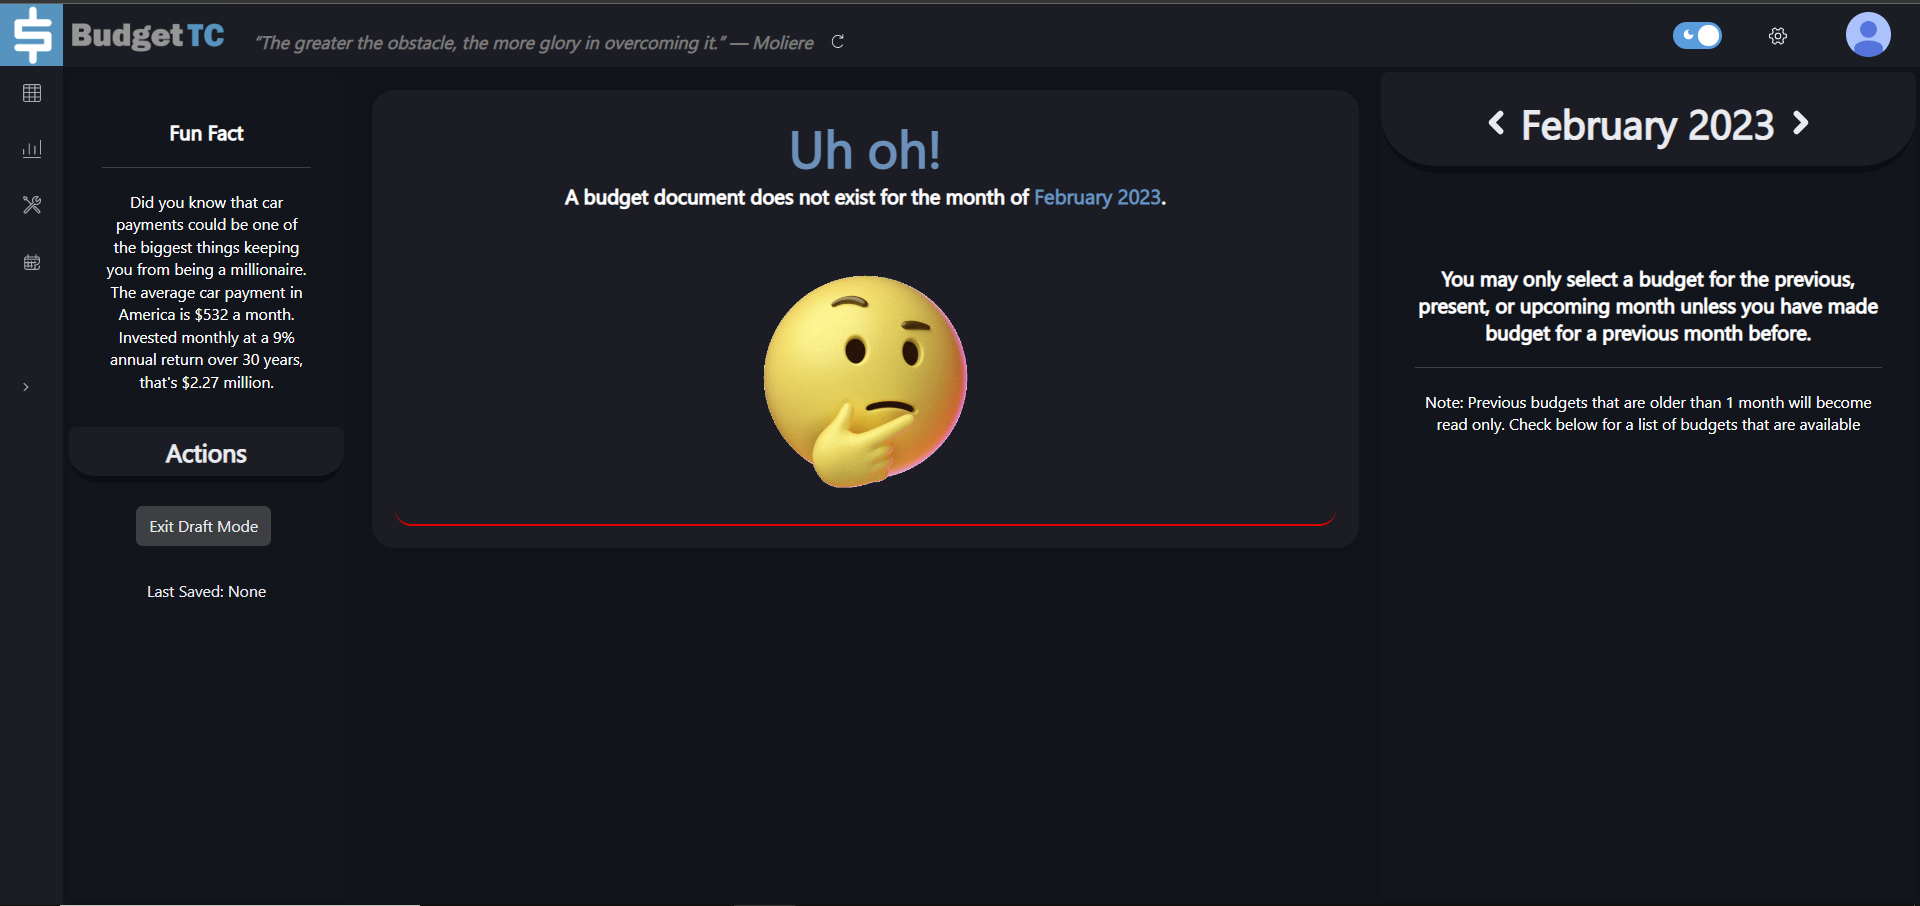 Budget TC
“The greater the obstacle, the more glory in overcoming it.” — Moliere
Fun Fact
Did you know that car
payments could be one of
the biggest things keeping
you from being a millionaire.
The average car payment in
America is $532 a month.
Invested monthly at a 9%
annual return over 30 years,
that's $2.27 million.
Actions
Exit Draft Mode
Last Saved: None
Uh oh!
A budget document does not exist for the month of February 2023.
February 2023
You may only select a budget for the previous,
present, or upcoming month unless you have made
budget for a previous month before.
Note: Previous budgets that are older than 1 month will become
read only. Check below for a list of budgets that are available